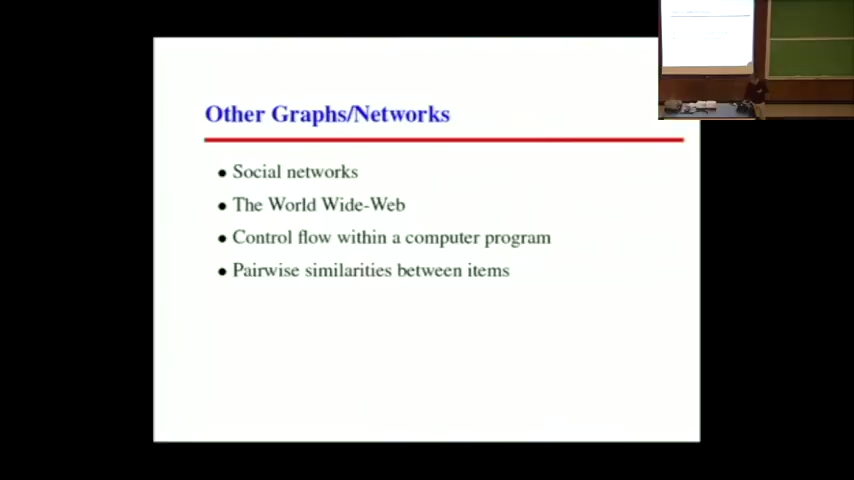 Other Graphs/Networks
• Social networks
• The World Wide-Web
• Control flow within a computer program
• Pairwise similarities between items